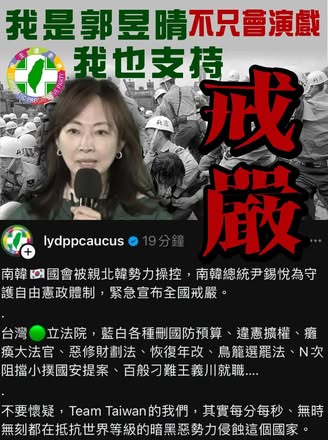 我是郭昱晴不只會演戲
我也支持
戒嚴
lydppcaucus 19分鐘
南韓🇰🇷國會被親北韓勢力操控，南韓總統尹錫悅為守
護自由憲政體制，緊急宣布全國戒嚴。
.
台灣🟢立法院，藍白各種刪國防預算、違憲擴權、癱
瘓大法官、惡修財劃法、恢復年改、鳥籠選罷法、N次
阻擋小撲國安提案、百般刁難王義川就職....
.
不要懷疑，Team Taiwan的我們，其實每分每秒、無時
無刻都在抵抗世界等級的暗黑惡勢力侵蝕這個國家。